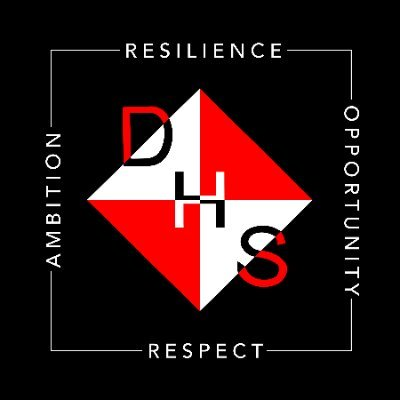 RESILIENCE
AMBITION
OPPORTUNITY
D
H
S
RESPECT